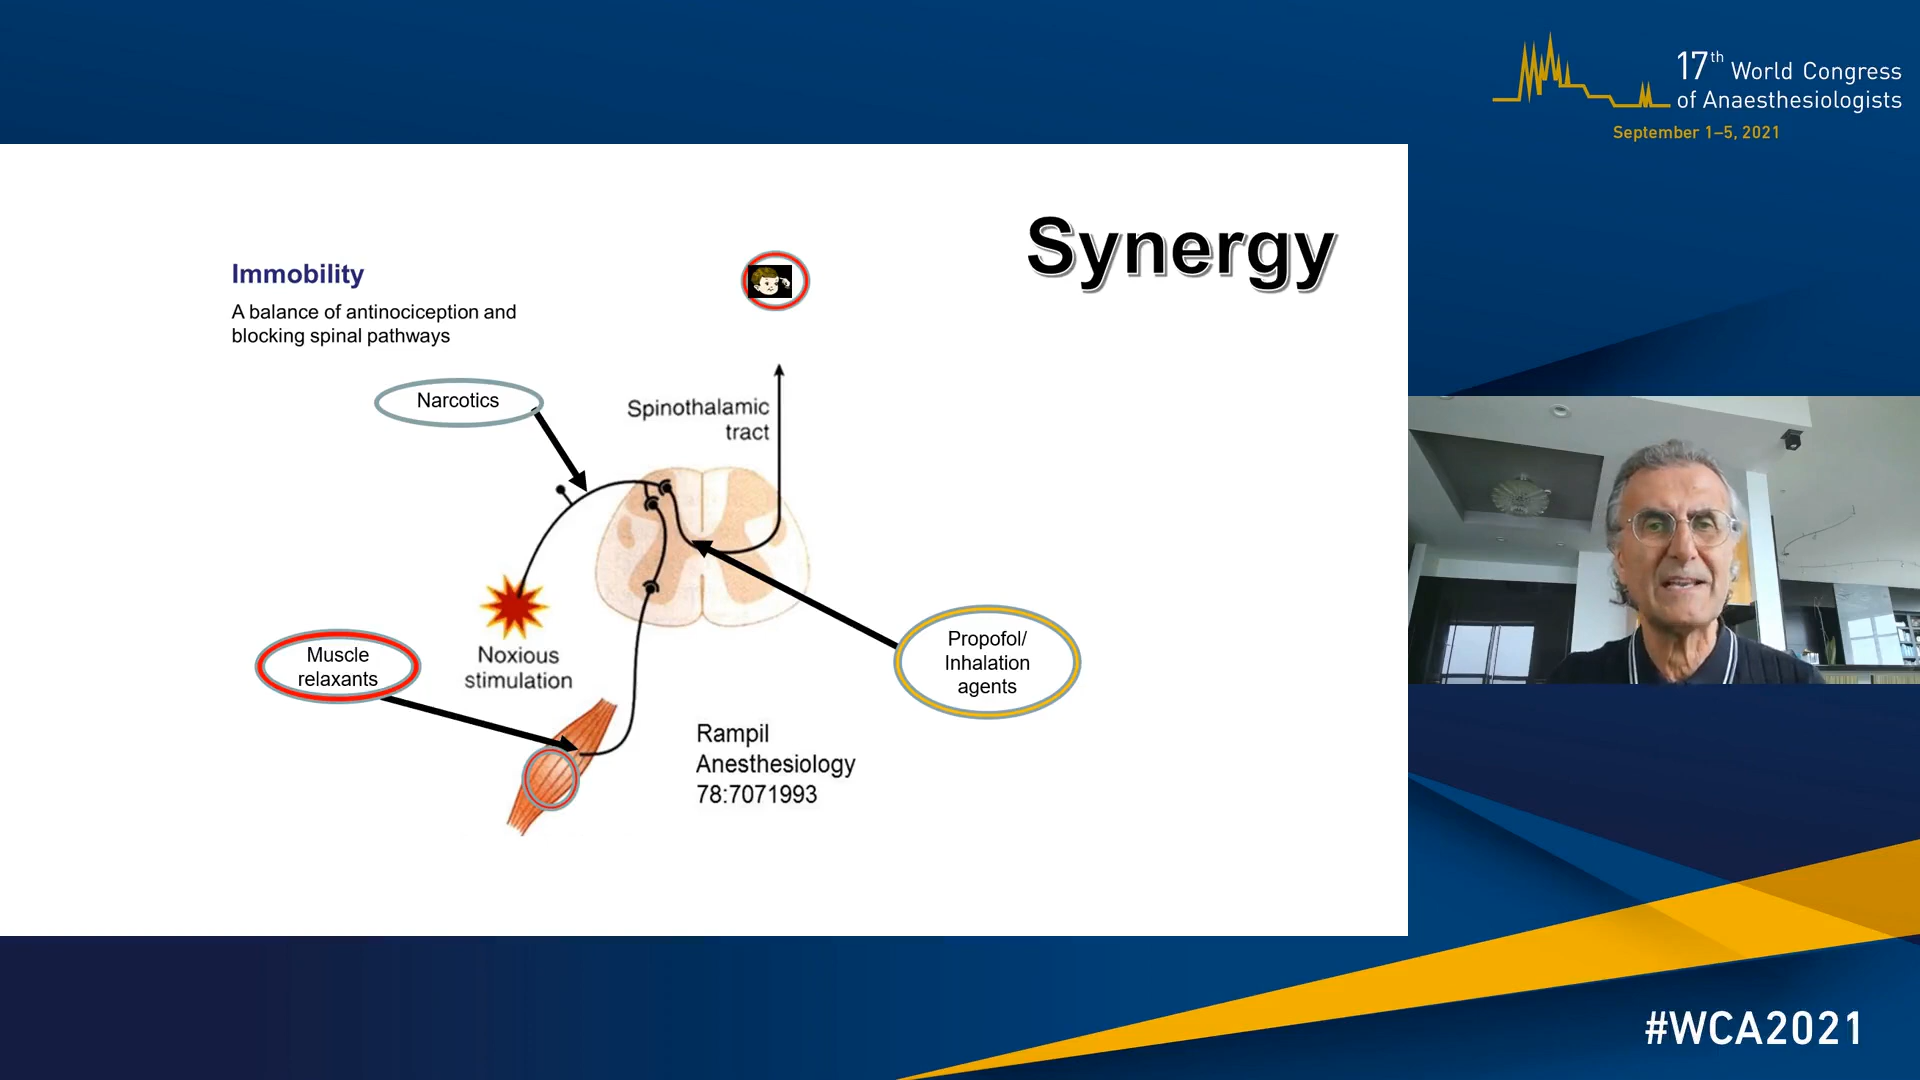 17th World Congress
of Anaesthesiologists
September 1–5, 2021
Synergy
Immobility
A balance of antinociception and
blocking spinal pathways
Narcotics
Spinothalamic
tract
Muscle
relaxants
Noxious
stimulation
Propofol/
Inhalation
agents
Rampil
Anesthesiology
78:7071993
#WCA2021